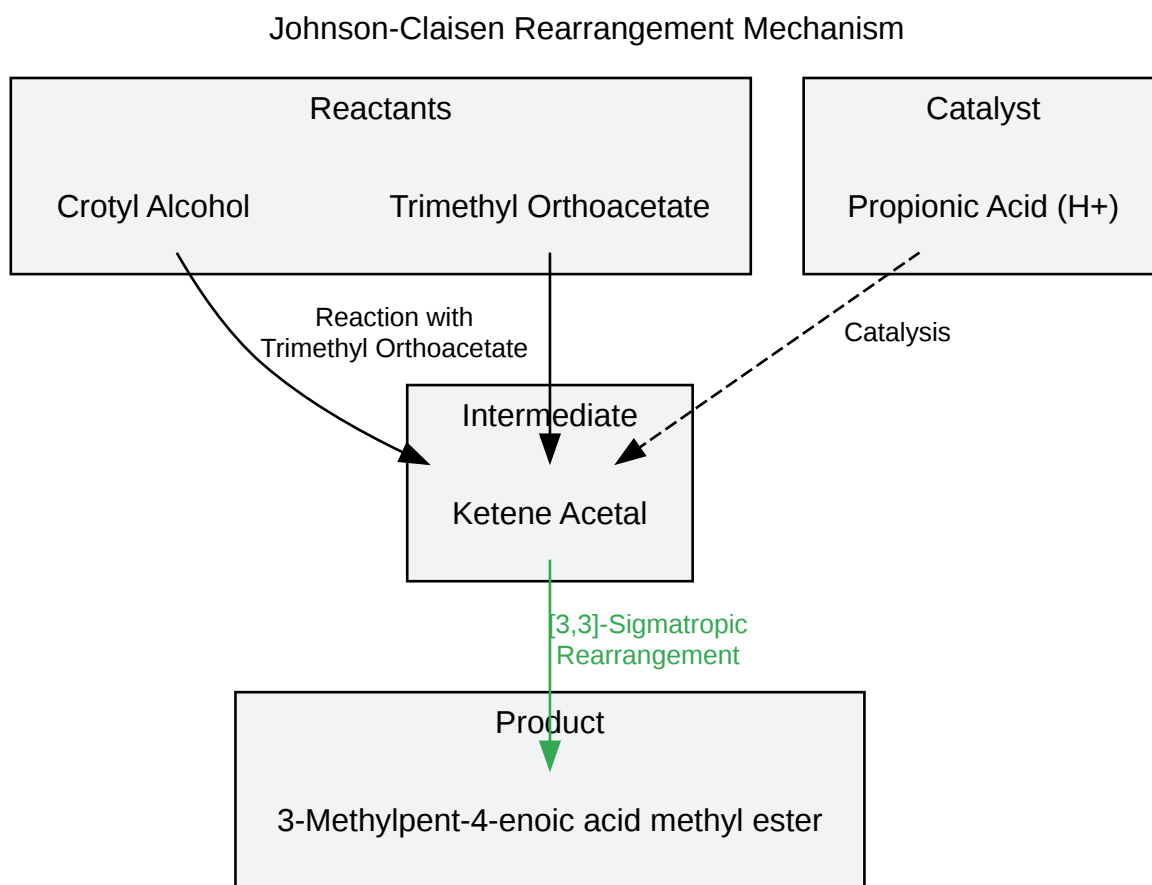 Johnson-Claisen Rearrangement Mechanism
Reactants
Catalyst
Crotyl Alcohol
Trimethyl Orthoacetate
Propionic Acid (H+)
Reaction with
Trimethyl Orthoacetate
Catalysis
Intermediate
Ketene Acetal
[3,3]-Sigmatropic
Rearrangement
Product
3-Methylpent-4-enoic acid methyl ester